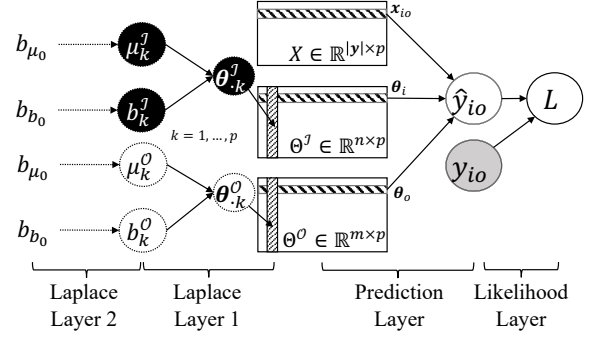 x_{io}
b_{μ_0} μ_k^𝓘 X ∈ ℝ^{|y|×p}
θ_{·k}^𝓘 θ_i ŷ_{io} L
b_{b_0} b_k^𝓘 k = 1, …, p Θ^𝓘 ∈ ℝ^{n×p}
b_{μ_0} μ_k^𝒪 y_{io}
θ_{·k}^𝒪 θ_o
b_{b_0} b_k^𝒪 Θ^𝒪 ∈ ℝ^{m×p}
Laplace Laplace Prediction Likelihood
Layer 2 Layer 1 Layer Layer